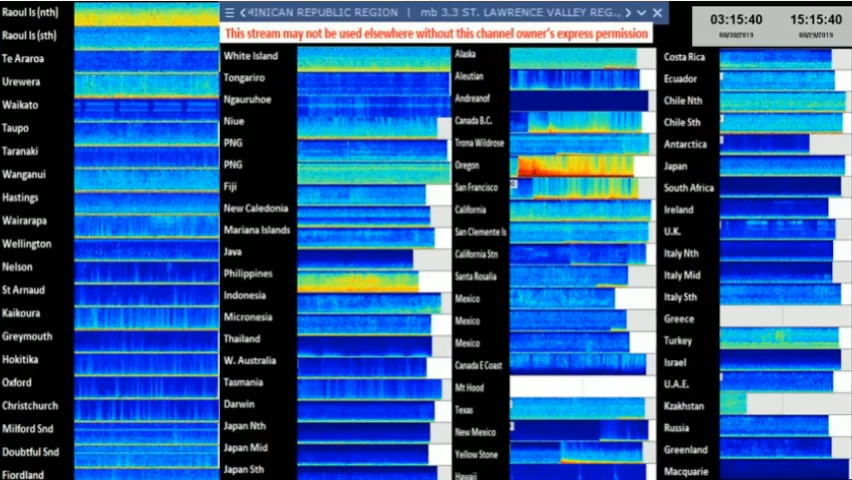 Raoul Is (nth)
Raoul Is (sth)
Te Araroa
Urewera
Waikato
Taupo
Taranaki
Wanganui
Hastings
Wairarapa
Wellington
Nelson
St Arnaud
Kaikoura
Greymouth
Hokitika
Oxford
Christchurch
Milford Snd
Doubtful Snd
Fiordland
MINICAN REPUBLIC REGION | mb 3.3 ST. LAWRENCE VALLEY REG.,
This stream may not be used elsewhere without this channel owner's express permission
White Island
Tongariro
Ngauruhoe
Niue
PNG
PNG
Fiji
New Caledonia
Mariana Islands
Java
Philippines
Indonesia
Micronesia
Thailand
W. Australia
Tasmania
Darwin
Japan Nth
Japan Mid
Japan Sth
Alaska
Aleutian
Andreanof
Canada B.C.
Trona Wildrose
Oregon
San Francisco
California
San Clemente Is
California Stn
Santa Rosalia
Mexico
Mexico
Mexico
Canada E Coast
Mt Hood
Texas
New Mexico
Yellow Stone
Hawaii
03:15:40 15:15:40
08/30/2019 08/29/2019
Costa Rica
Ecuador
Chile Nth
Chile Sth
Antarctica
Japan
South Africa
Ireland
U.K.
Italy Nth
Italy Mid
Italy Sth
Greece
Turkey
Israel
U.A.E.
Kzakhstan
Russia
Greenland
Macquarie